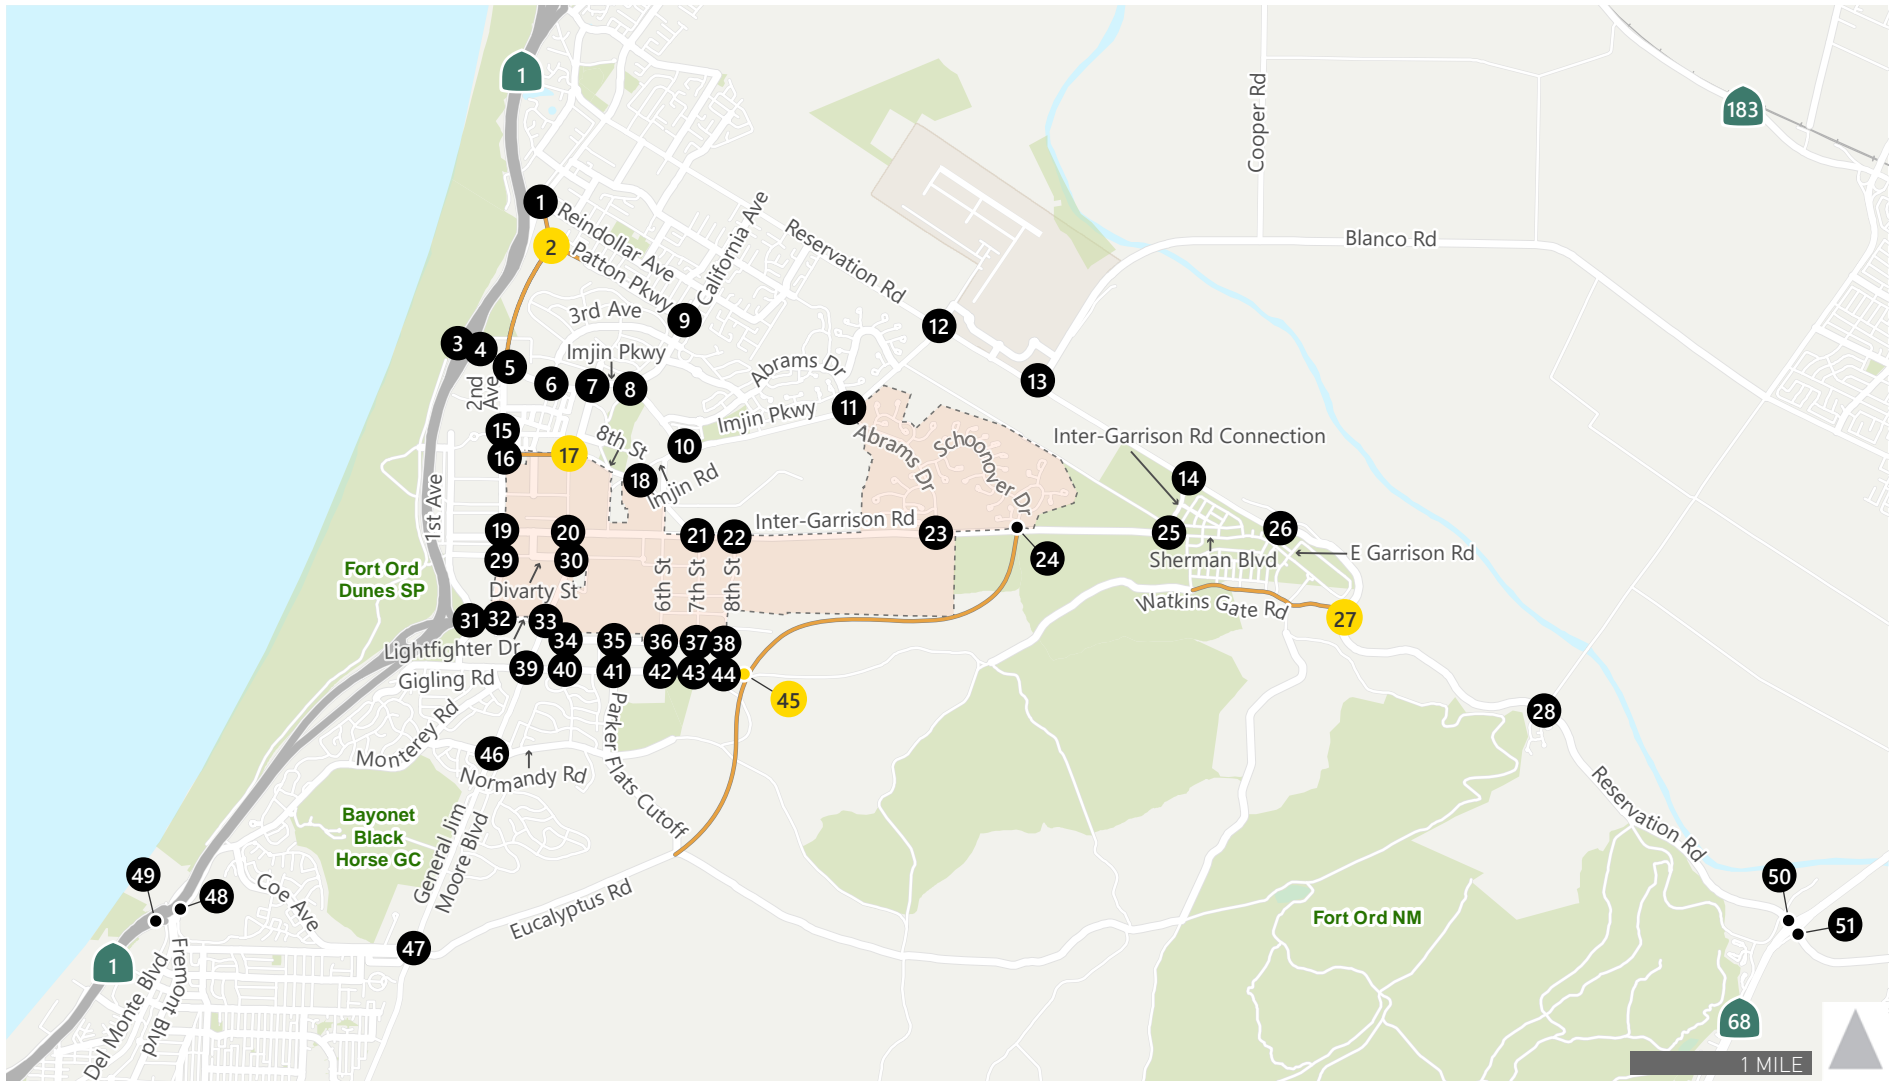 1
183
Cooper Rd
1
Reindollar Ave
California Ave
2
Patton Pkwy
Reservation Rd
Blanco Rd
3rd Ave
9
12
3
4
Imjin Pkwy
5
Abrams Dr
13
2nd
Ave
6
7
8
11
Imjin Pkwy
15
8th St
10
Abrams Dr
Schoonover Dr
Inter-Garrison Rd Connection
16
17
18
Imjin Rd
14
1st Ave
19
20
21
22
Inter-Garrison Rd
23
25
26
29
30
24
Sherman Blvd
E Garrison Rd
Fort Ord
Dunes SP
Divarty St
6th St
7th St
8th St
Watkins Gate Rd
27
31
32
33
34
35
36
37
38
Lightfighter Dr
39
40
41
42
43
44
Gigling Rd
45
Monterey Rd
Parker Flats Cutoff
28
46
Normandy Rd
Bayonet
Black
Horse GC
General Jim
Moore Blvd
Reservation Rd
49
48
Coe Ave
Eucalyptus Rd
50
Fort Ord NM
51
47
1
Del Monte Blvd
Fremont Blvd
68
1 MILE